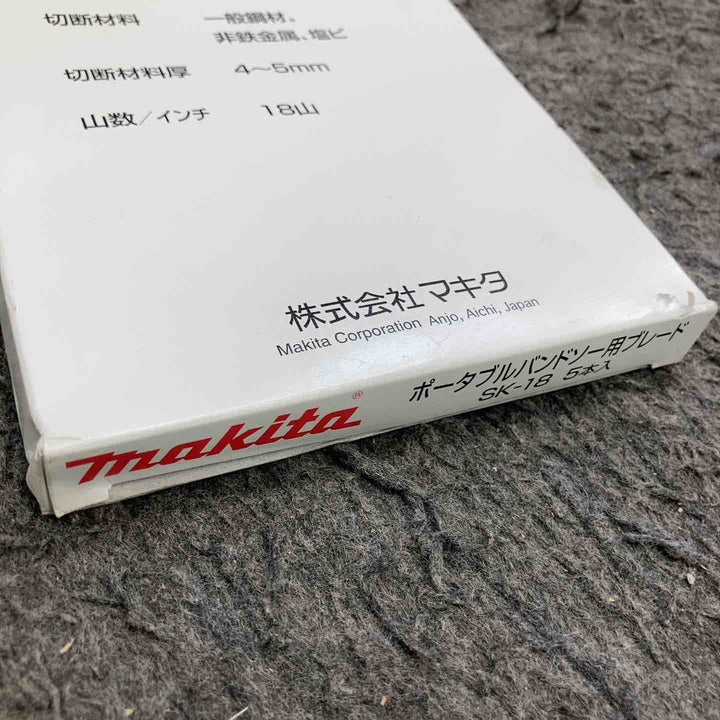 切断材料 一般鋼材、
非鉄金属、塩ビ
切断材料厚 4～5mm
山数/インチ 18山
株式会社マキタ
Makita Corporation Anjo, Aichi, Japan
makita®
ポータブルバンドソー用ブレード
SK-18 5本入